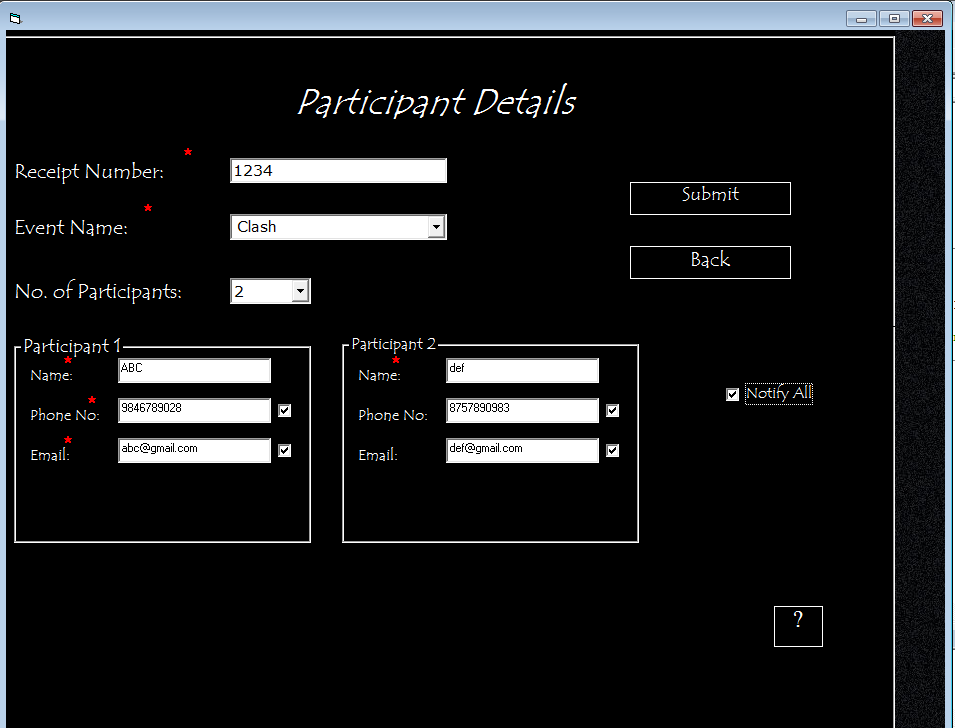 Participant Details
*
Receipt Number: 1234
Submit
*
Event Name: Clash
Back
No. of Participants: 2
Participant 1
*
Name: ABC
*
Phone No: 9846789028
*
Email: abc@gmail.com
Participant 2
*
Name: def
Phone No: 8757890983
Email: def@gmail.com
Notify All
?